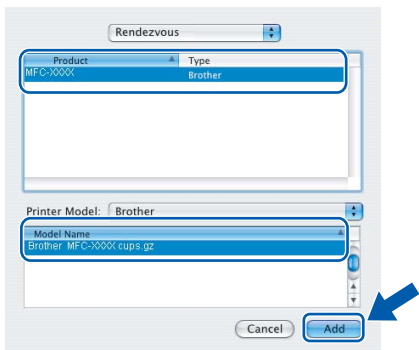 Rendezvous
Product Type
MFC-XXXX Brother
Printer Model: Brother
Model Name
Brother MFC-XXXX cups.gz
Cancel Add